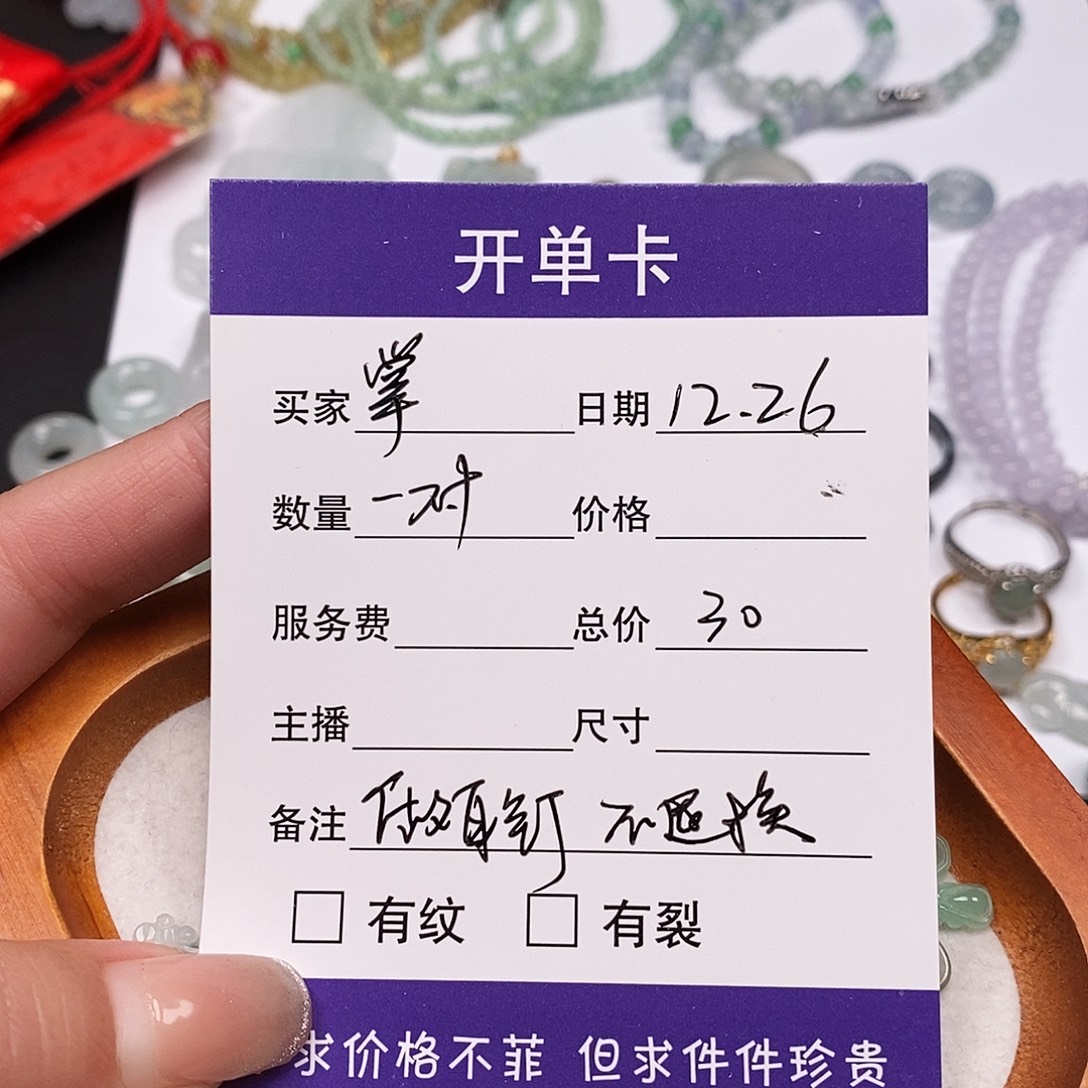 开单卡
买家 掌 日期 12.26
数量 一对 价格
服务费 总价 30
主播 尺寸
备注 做耳钉 不退换
□ 有纹 □ 有裂
求价格不菲 但求件件珍贵